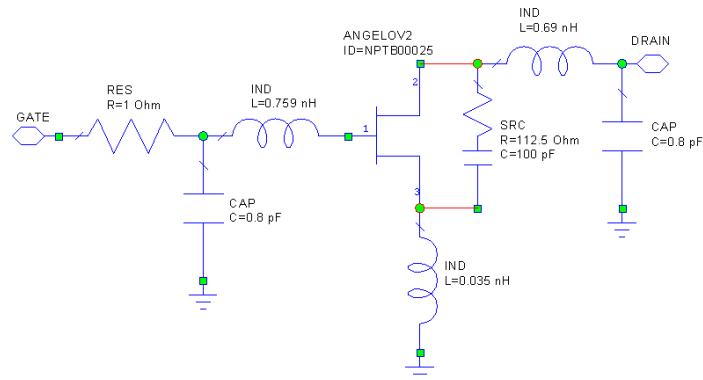 IND
L=0.69 nH
DRAIN
ANGELOV2
ID=NPTB00025
2
RES
R=1 Ohm
IND
L=0.759 nH
GATE
1
SRC
R=112.5 Ohm
C=100 pF
CAP
C=0.8 pF
3
CAP
C=0.8 pF
IND
L=0.035 nH